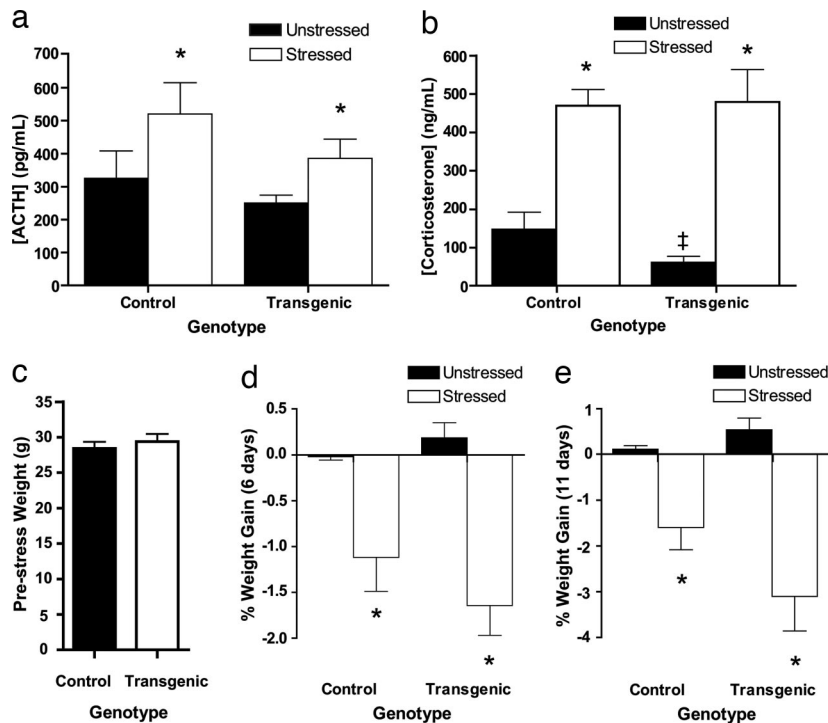 a
Unstressed
Stressed
[ACTH] (pg/mL)
700
600
500
400
300
200
100
0
*
*
Control
Transgenic
Genotype
b
Unstressed
Stressed
[Corticosterone] (ng/mL)
600
500
400
300
200
100
0
*
*
‡
Control
Transgenic
Genotype
c
Pre-stress Weight (g)
35
30
25
20
15
10
5
0
Control
Transgenic
Genotype
d
Unstressed
Stressed
% Weight Gain (6 days)
0.5
0.0
-0.5
-1.0
-1.5
-2.0
*
*
Control
Transgenic
Genotype
e
Unstressed
Stressed
% Weight Gain (11 days)
1
0
-1
-2
-3
-4
*
*
Control
Transgenic
Genotype